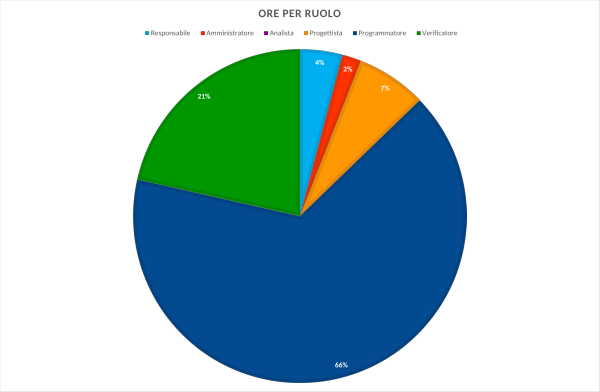 ORE PER RUOLO
Responsabile Amministratore Analista Progettista Programmatore Verificatore
4%
2%
7%
21%
66%